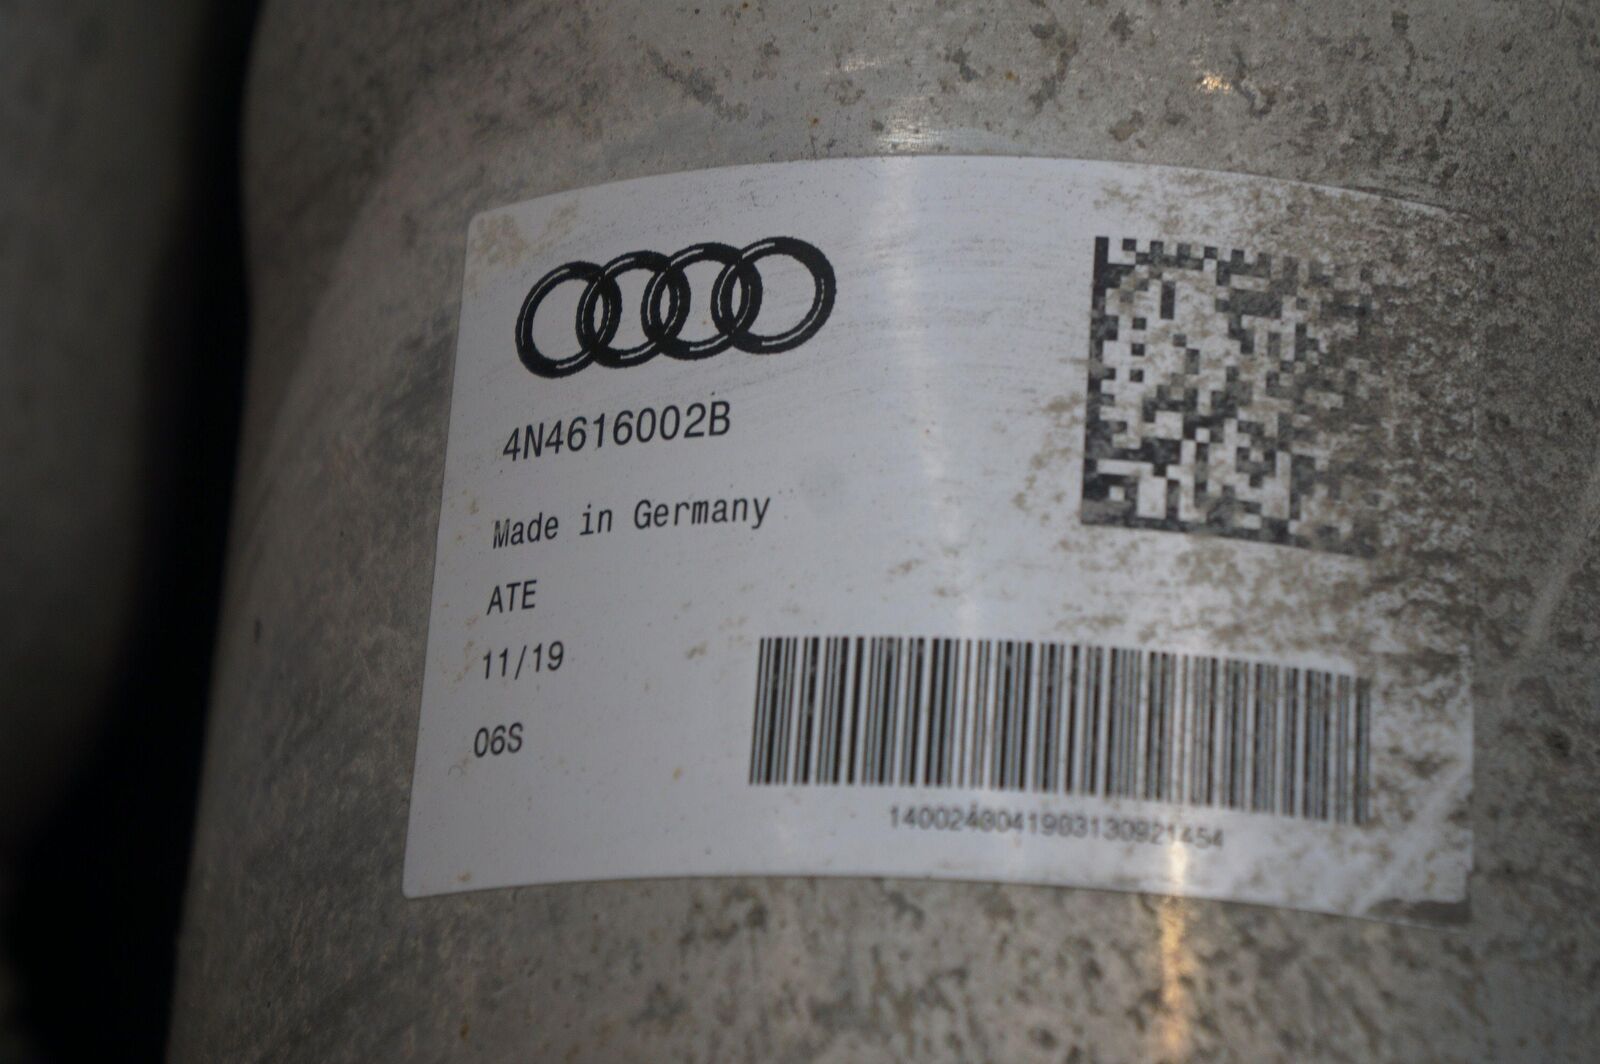 4N4616002B
Made in Germany
ATE
11/19
06S